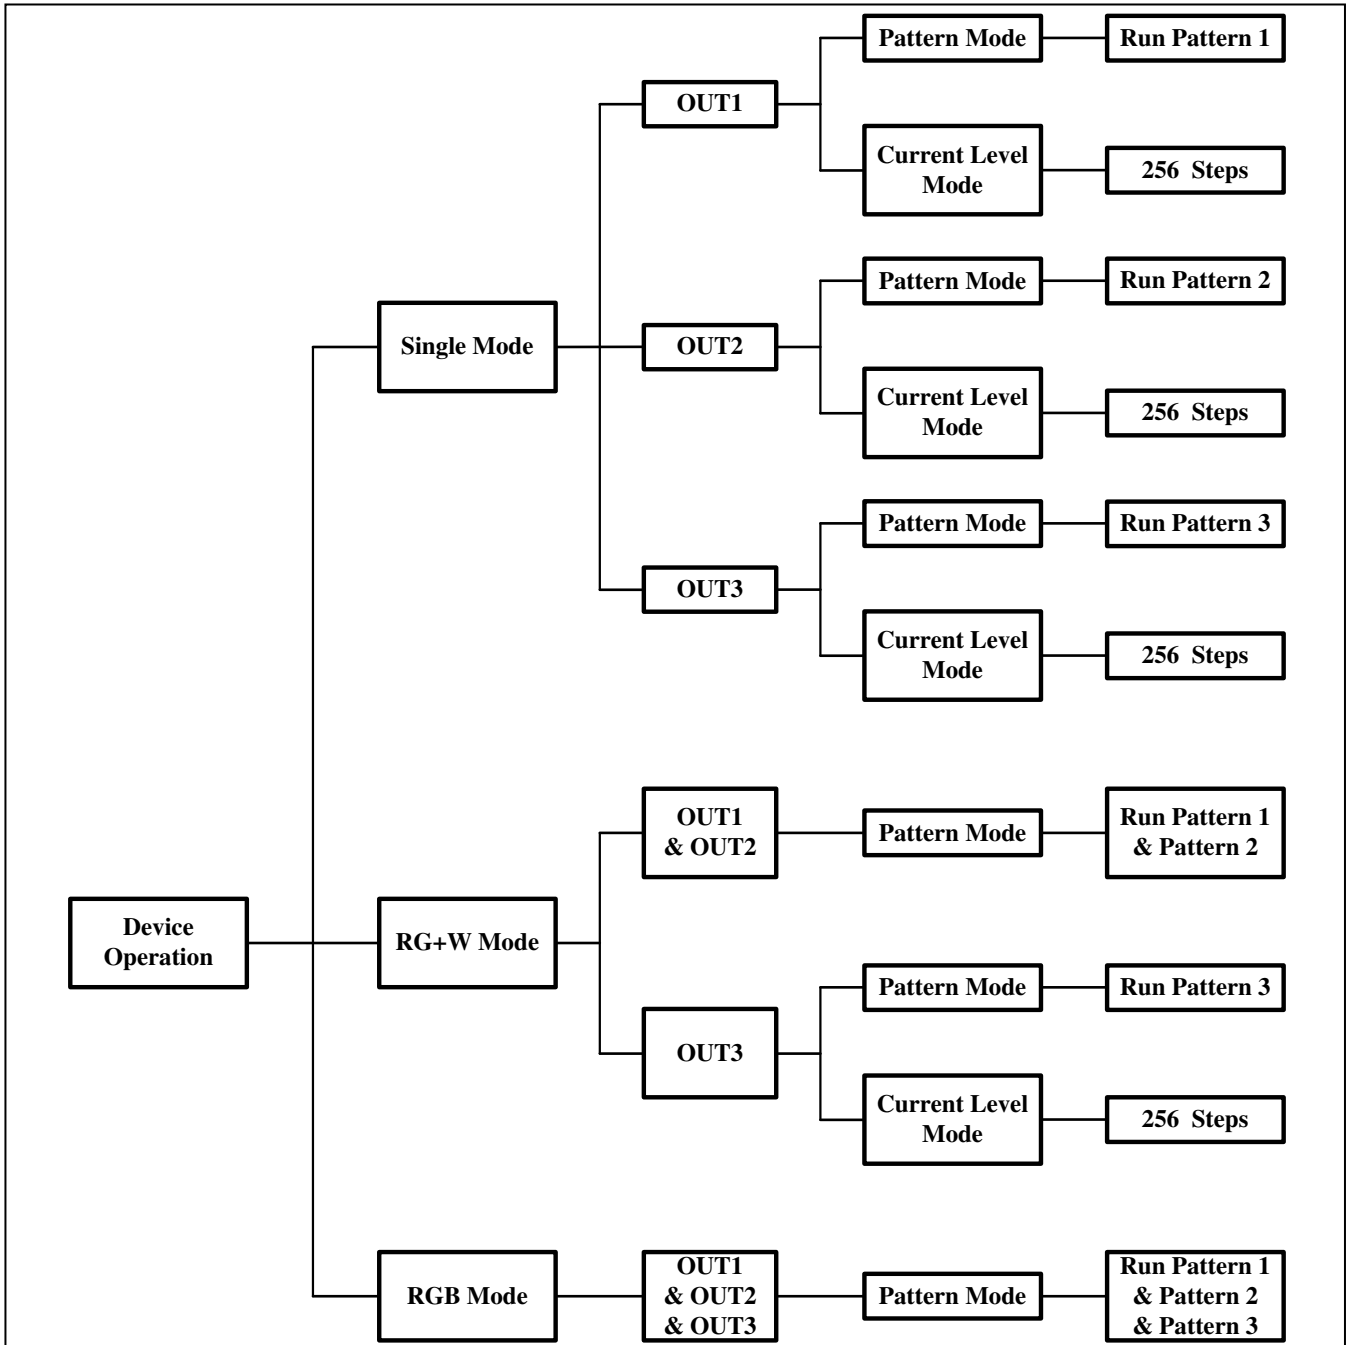 Pattern Mode
Run Pattern 1
OUT1
Current Level
Mode
256 Steps
Pattern Mode
Run Pattern 2
Single Mode
OUT2
Current Level
Mode
256 Steps
Pattern Mode
Run Pattern 3
OUT3
Current Level
Mode
256 Steps
OUT1
& OUT2
Pattern Mode
Run Pattern 1
& Pattern 2
Device
Operation
RG+W Mode
Pattern Mode
Run Pattern 3
OUT3
Current Level
Mode
256 Steps
RGB Mode
OUT1
& OUT2
& OUT3
Pattern Mode
Run Pattern 1
& Pattern 2
& Pattern 3